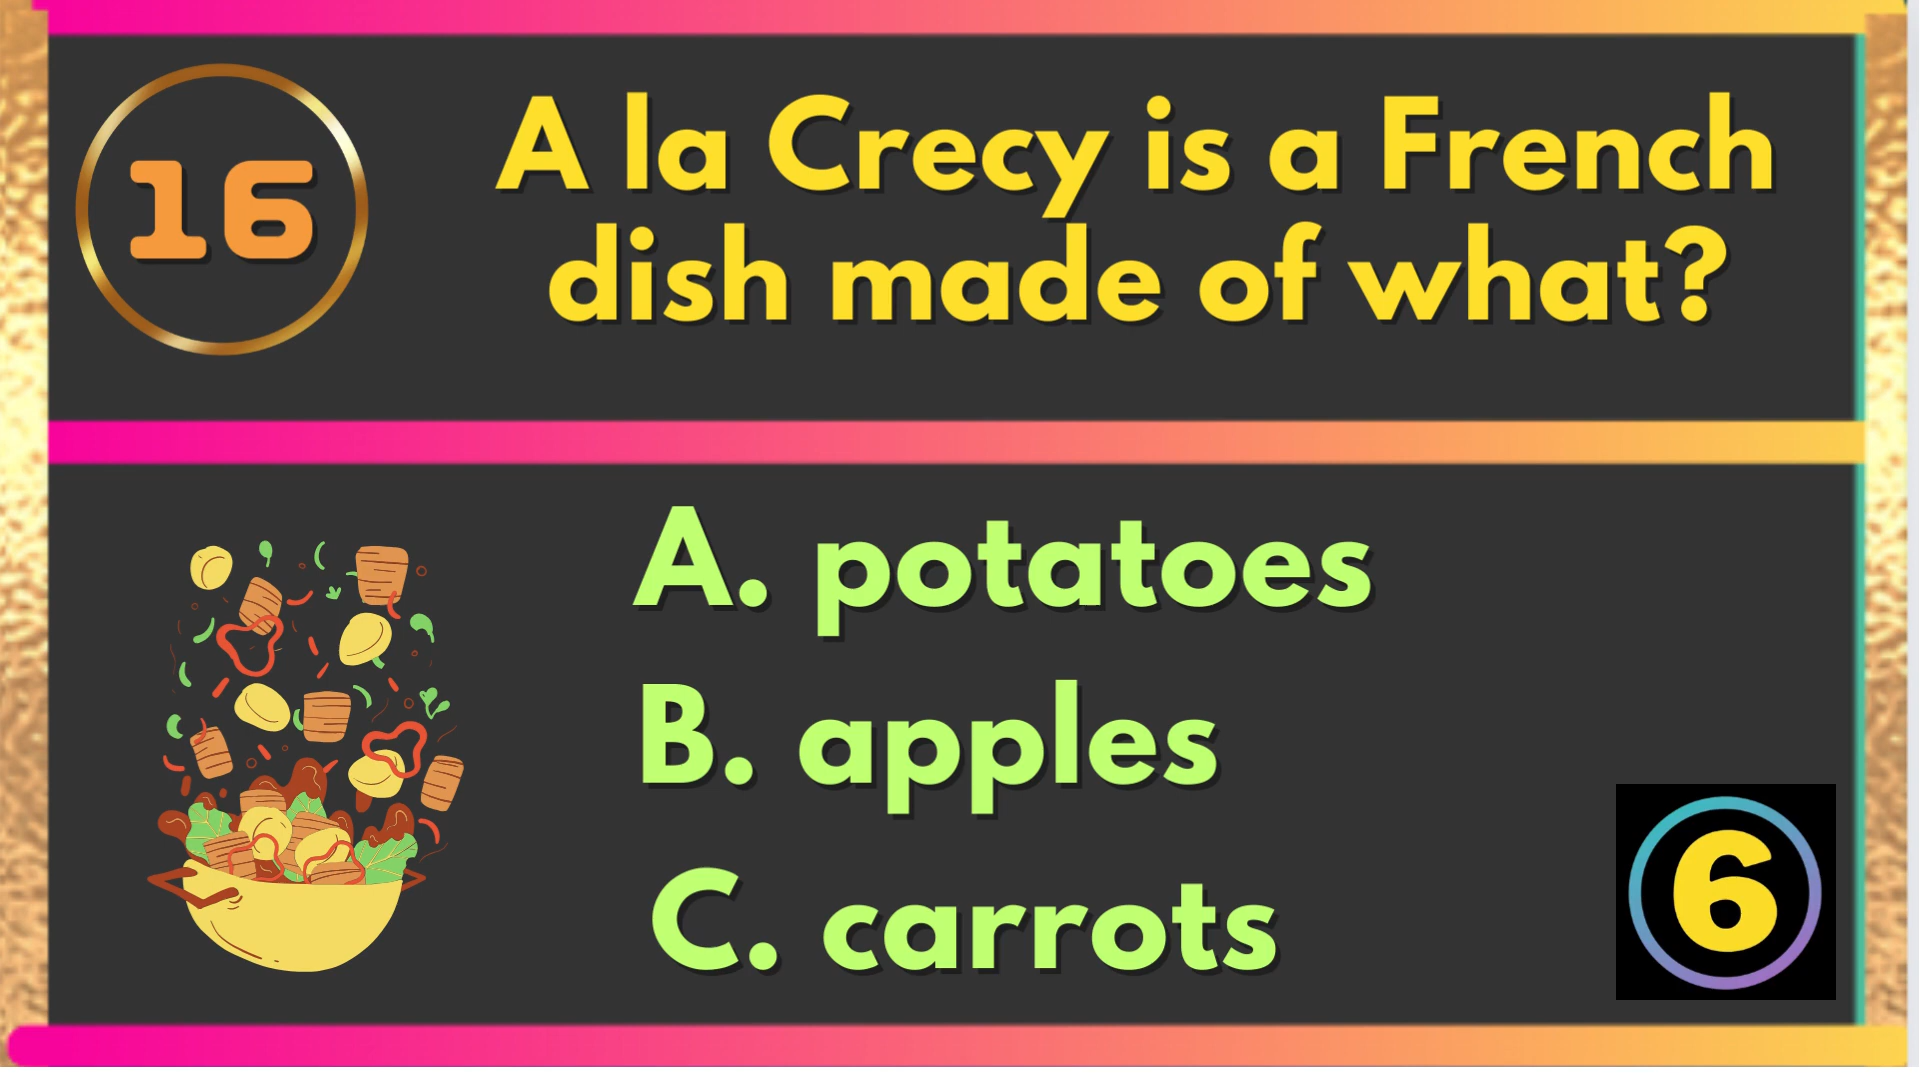 16
A la Crecy is a French
dish made of what?
A. potatoes
B. apples
C. carrots
6